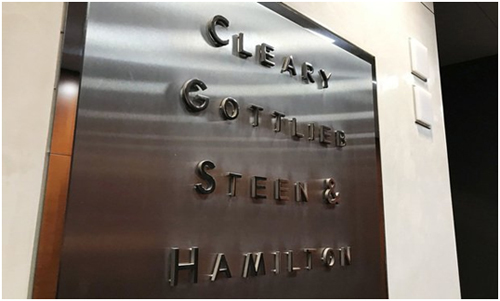 CLEARY
GOTTLIEB
STEEN &
HAMILTON